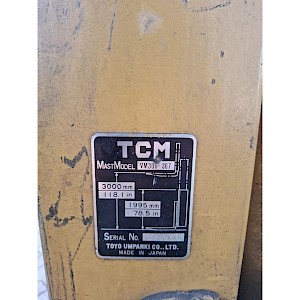 TCM
MAST MODEL VM300
3000 mm
118.1 in
1995 mm
78.5 in
SERIAL NO.
TOYO UMPANKI CO., LTD.
MADE IN JAPAN